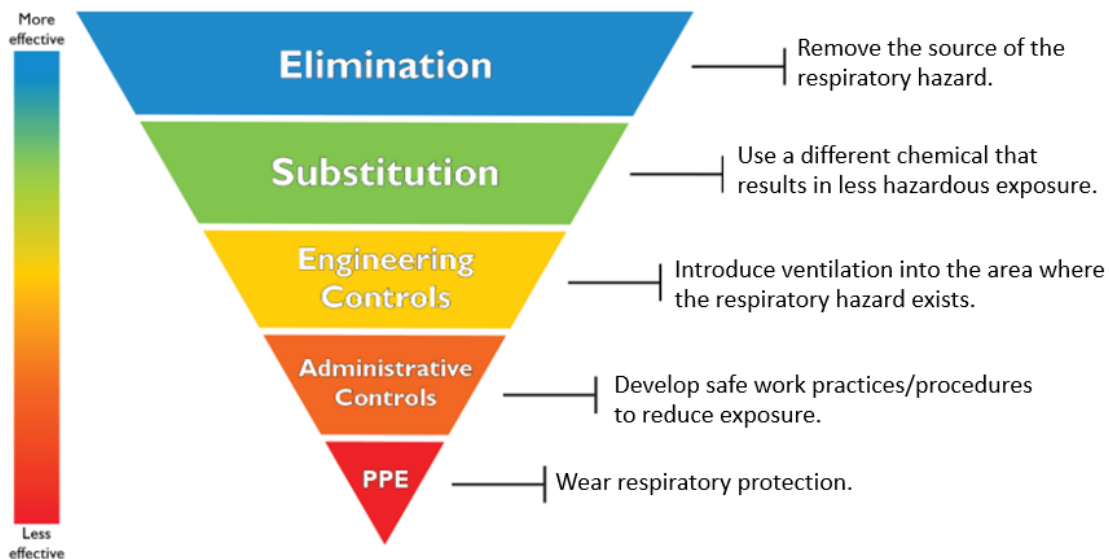 More
effective
Elimination
Remove the source of the
respiratory hazard.
Substitution
Use a different chemical that
results in less hazardous exposure.
Engineering
Controls
Introduce ventilation into the area where
the respiratory hazard exists.
Administrative
Controls
Develop safe work practices/procedures
to reduce exposure.
PPE
Wear respiratory protection.
Less
effective